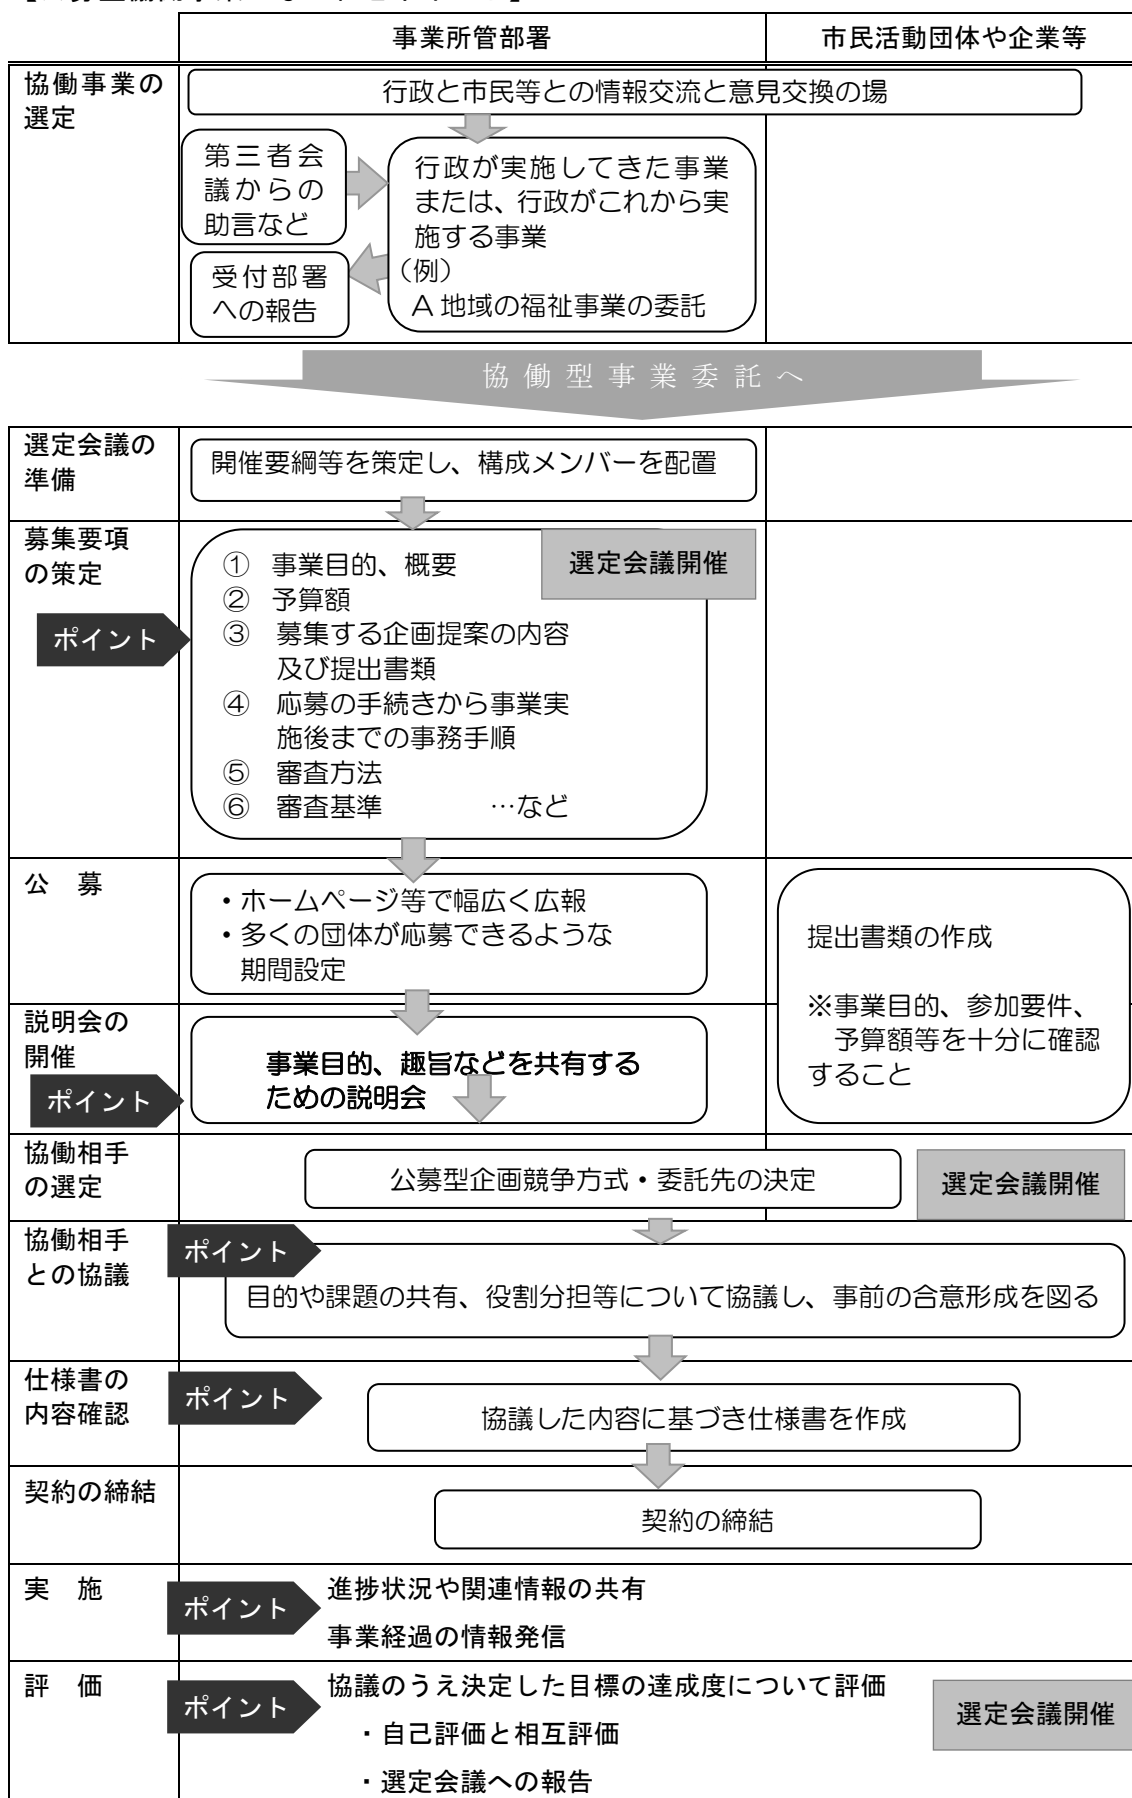 事業所管部署
市民活動団体や企業等
協働事業の
選定
行政と市民等との情報交流と意見交換の場
第三者会
議からの
助言など
行政が実施してきた事業
または、行政がこれから実
施する事業
(例)
A 地域の福祉事業の委託
受付部署
への報告
協働型事業委託へ
選定会議の
準備
開催要綱等を策定し、構成メンバーを配置
募集要項
の策定
ポイント
選定会議開催
① 事業目的、概要
② 予算額
③ 募集する企画提案の内容
及び提出書類
④ 応募の手続きから事業実
施後までの事務手順
⑤ 審査方法
⑥ 審査基準 …など
公 募
・ホームページ等で幅広く広報
・多くの団体が応募できるような
期間設定
提出書類の作成
※事業目的、参加要件、
予算額等を十分に確認
すること
説明会の
開催
ポイント
事業目的、趣旨などを共有する
ための説明会
協働相手
の選定
公募型企画競争方式・委託先の決定
選定会議開催
協働相手
との協議
ポイント
目的や課題の共有、役割分担等について協議し、事前の合意形成を図る
仕様書の
内容確認
ポイント
協議した内容に基づき仕様書を作成
契約の締結
契約の締結
実 施
ポイント
進捗状況や関連情報の共有
事業経過の情報発信
評 価
ポイント
協議のうえ決定した目標の達成度について評価
・自己評価と相互評価
・選定会議への報告
選定会議開催